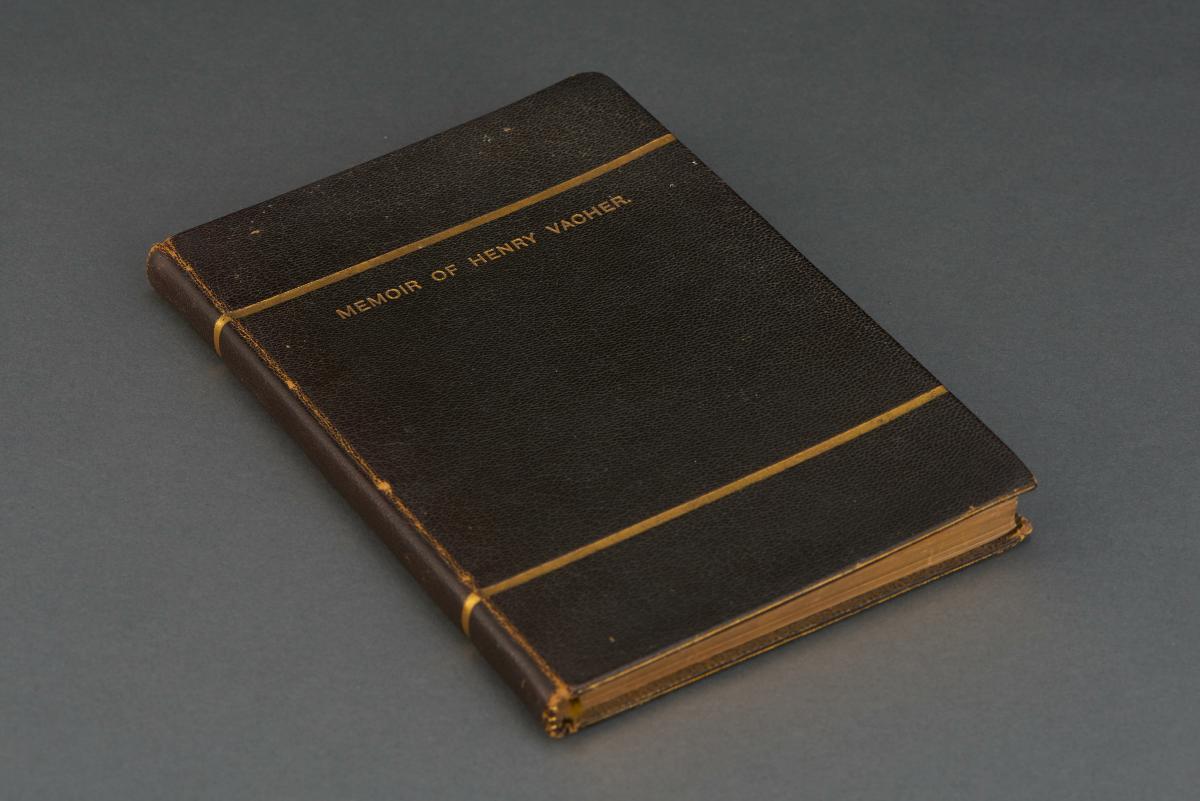 MEMOIR OF HENRY VACHER.